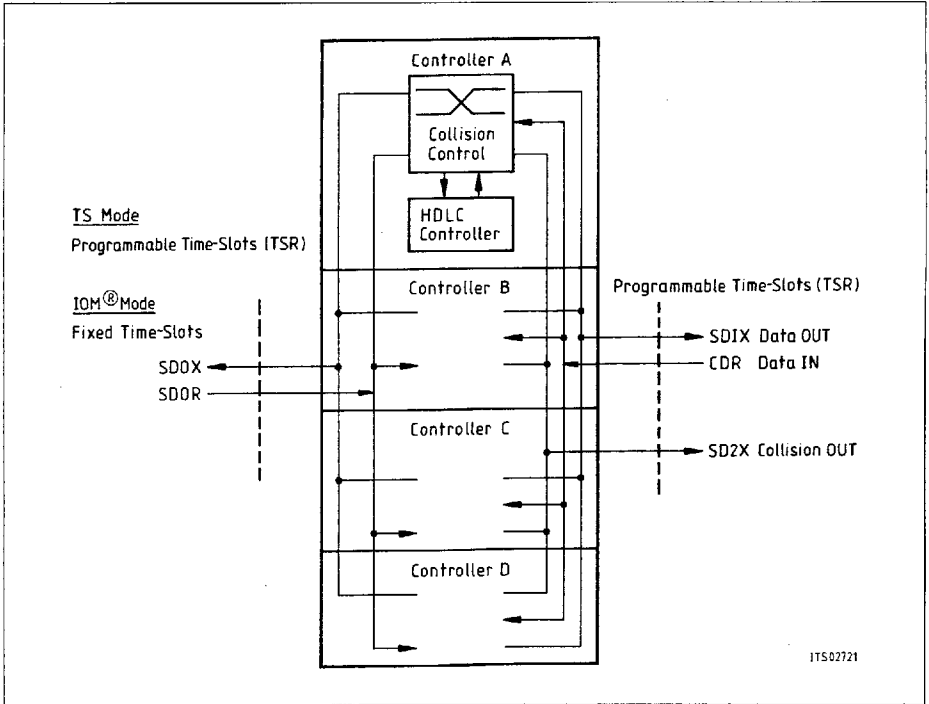 Controller A
Collision
Control
HDLC
Controller
TS Mode
Programmable Time-Slots (TSR)
IOM® Mode
Fixed Time-Slots
SD0X
SD0R
Controller B
Programmable Time-Slots (TSR)
SDIX Data OUT
CDR Data IN
Controller C
SD2X Collision OUT
Controller D
ITS02721